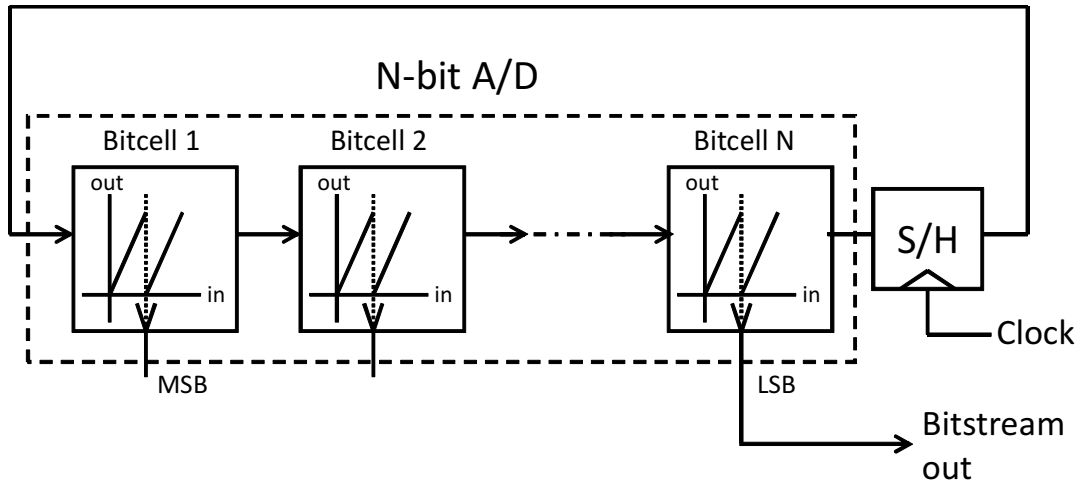 N-bit A/D
Bitcell 1
Bitcell 2
Bitcell N
out
in
out
in
out
in
S/H
Clock
MSB
LSB
Bitstream
out